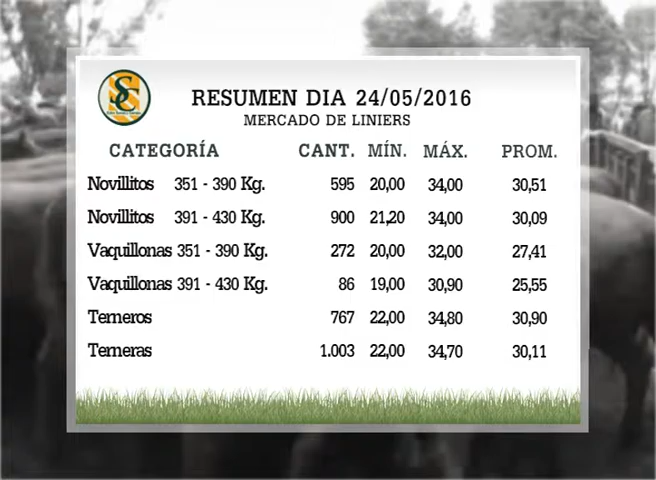 SC
RESUMEN DIA 24/05/2016
MERCADO DE LINIERS
CATEGORÍA CANT. MÍN. MÁX. PROM.
Novillitos 351 - 390 Kg. 595 20,00 34,00 30,51
Novillitos 391 - 430 Kg. 900 21,20 34,00 30,09
Vaquillonas 351 - 390 Kg. 272 20,00 32,00 27,41
Vaquillonas 391 - 430 Kg. 86 19,00 30,90 25,55
Terneros 767 22,00 34,80 30,90
Terneras 1.003 22,00 34,70 30,11